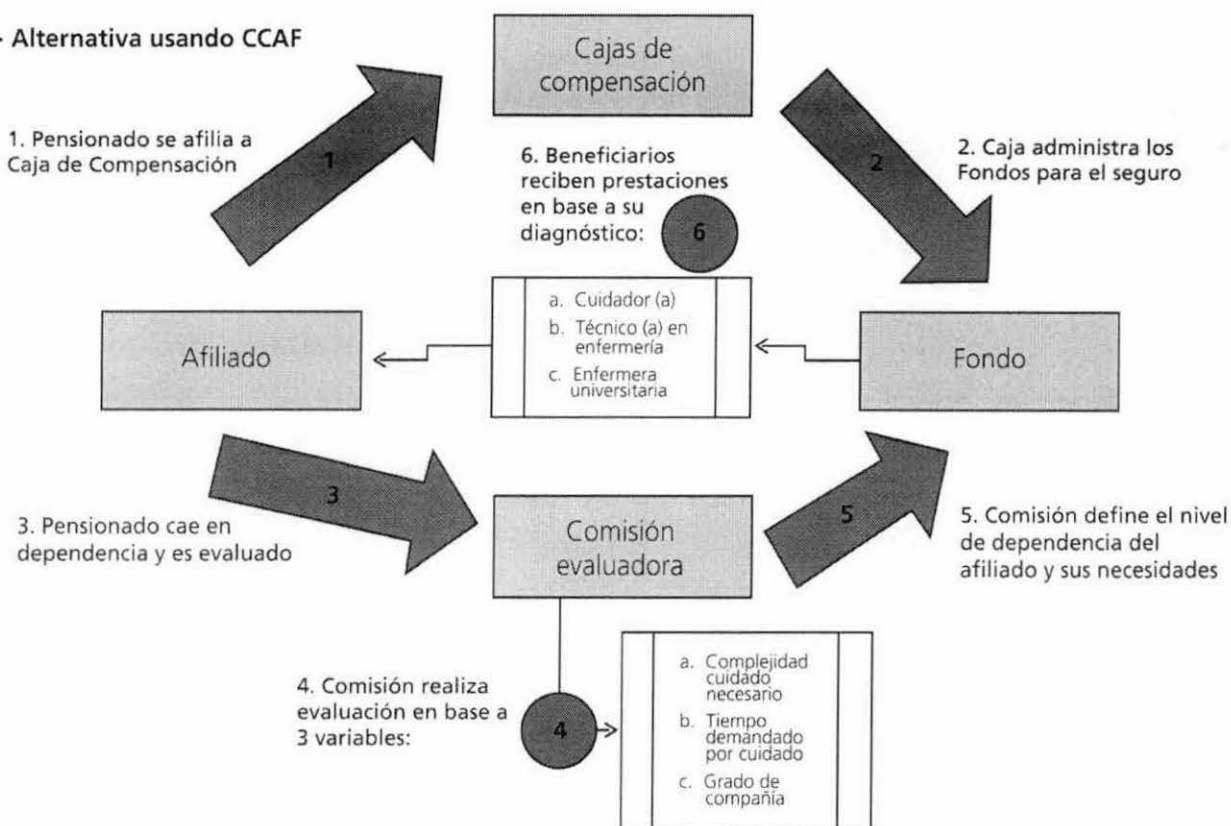 - Alternativa usando CCAF
Cajas de
compensación
1. Pensionado se afilia a
Caja de Compensación
1
2
2. Caja administra los
Fondos para el seguro
6. Beneficiarios
reciben prestaciones
en base a su
diagnóstico:
6
a. Cuidador (a)
b. Técnico (a) en
enfermería
c. Enfermera
universitaria
Afiliado
Fondo
3
3. Pensionado cae en
dependencia y es evaluado
Comisión
evaluadora
5
5. Comisión define el nivel
de dependencia del
afiliado y sus necesidades
4. Comisión realiza
evaluación en base a
3 variables:
4
a. Complejidad
cuidado
necesario
b. Tiempo
demandado
por cuidado
c. Grado de
compañía